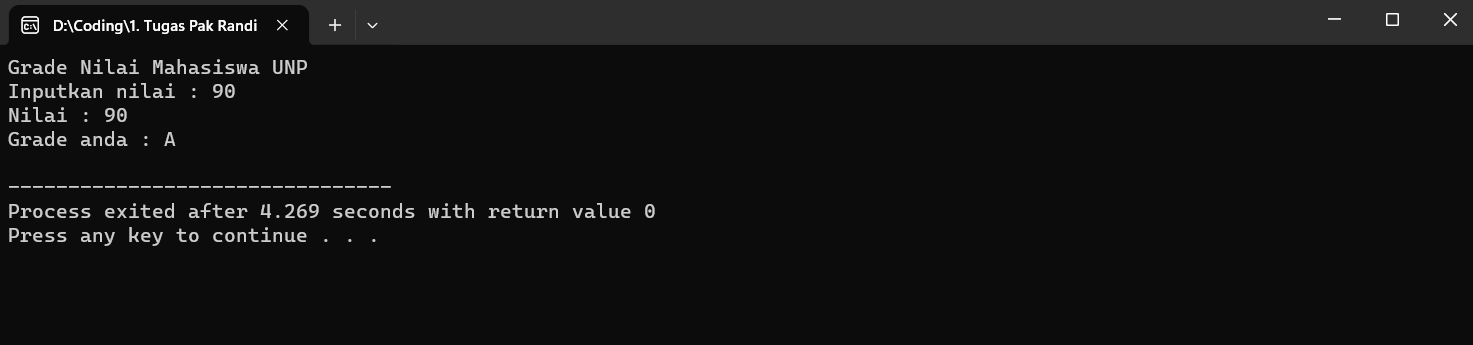 D:\Coding\1. Tugas Pak Randi
Grade Nilai Mahasiswa UNP
Inputkan nilai : 90
Nilai : 90
Grade anda : A
--------------------------------
Process exited after 4.269 seconds with return value 0
Press any key to continue . . .